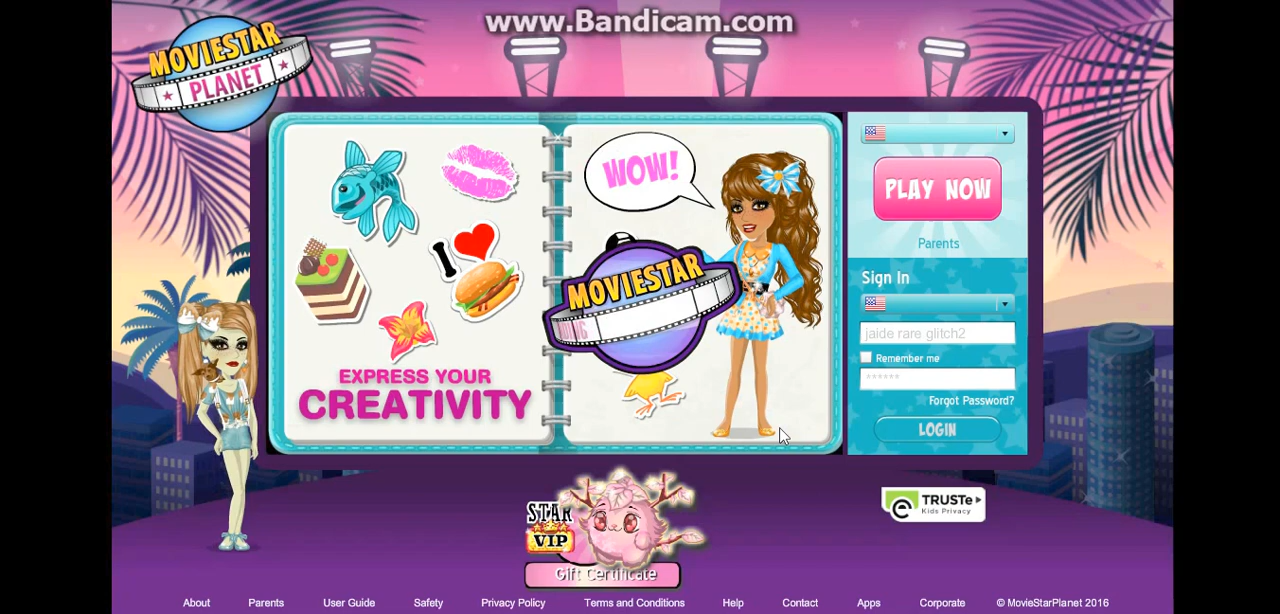 www.Bandicam.com
MOVIESTAR
PLANET
WOW!
I
MOVIESTAR
EXPRESS YOUR
CREATIVITY
PLAY NOW
Parents
Sign In
jaide rare glitch2
Remember me
******
Forgot Password?
LOGIN
STAR
VIP
Gift Certificate
TRUSTe
Kids Privacy
About Parents User Guide Safety Privacy Policy Terms and Conditions Help Contact Apps Corporate © MovieStarPlanet 2016